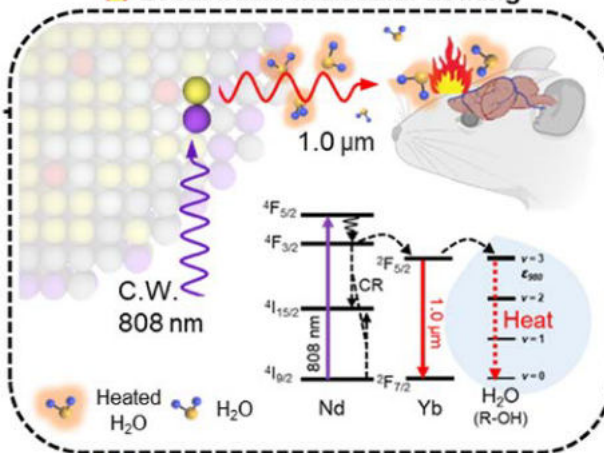 1.0 μm
C.W.
808 nm
⁴F₅/₂
⁴F₃/₂
⁴I₁₅/₂
⁴I₉/₂
808 nm
CR
Nd
²F₅/₂
²F₇/₂
1.0 μm
Yb
v=3
ε₉₈₀
v=2
Heat
v=1
v=0
H₂O
(R-OH)
Heated
H₂O
H₂O